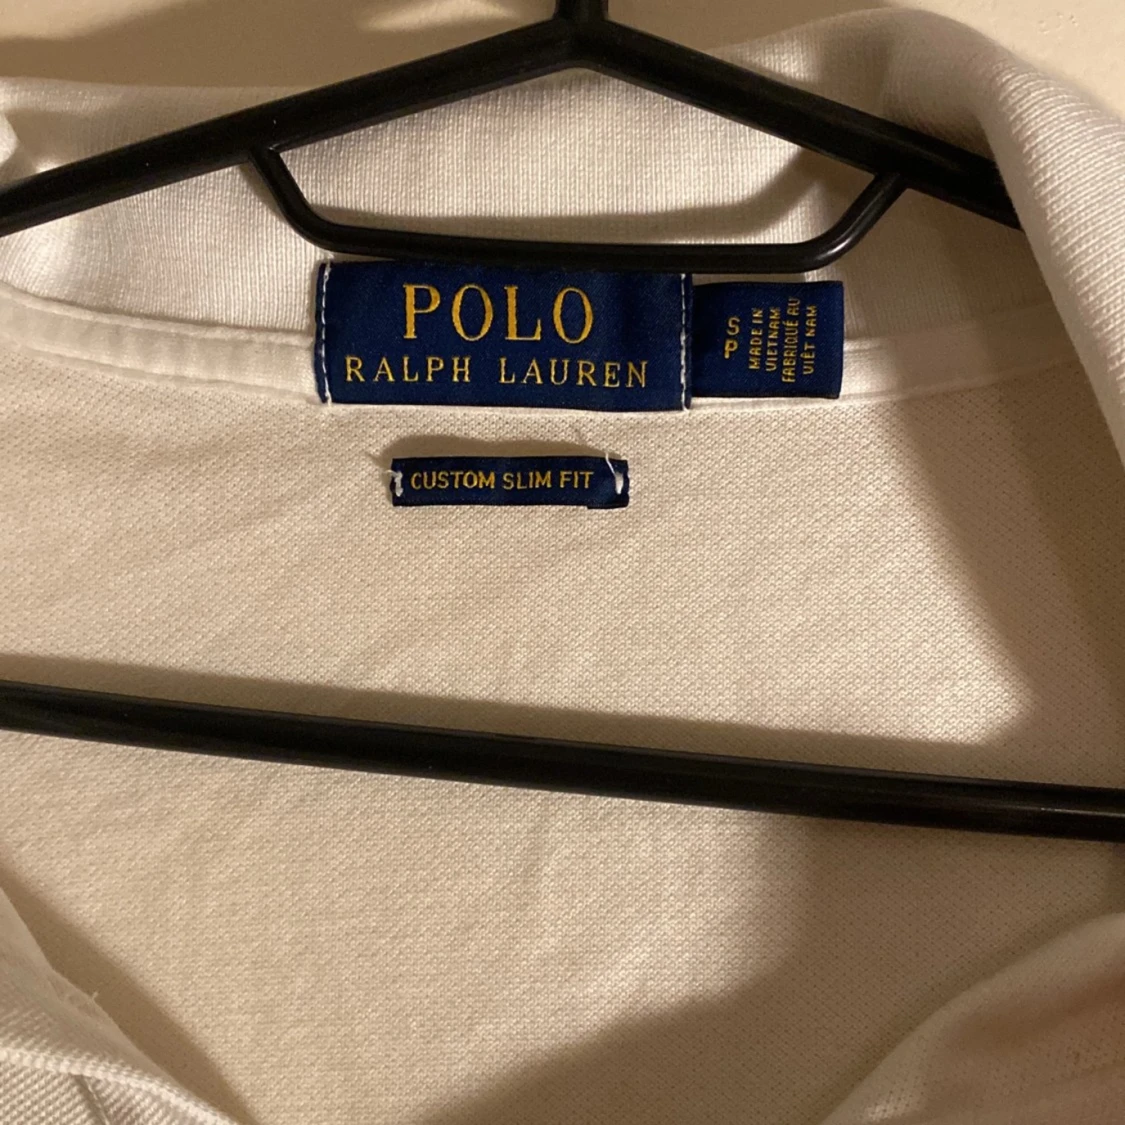 POLO
RALPH LAUREN
S
P
MADE IN
VIETNAM
FABRIQUÉ AU
VIÊT NAM
CUSTOM SLIM FIT